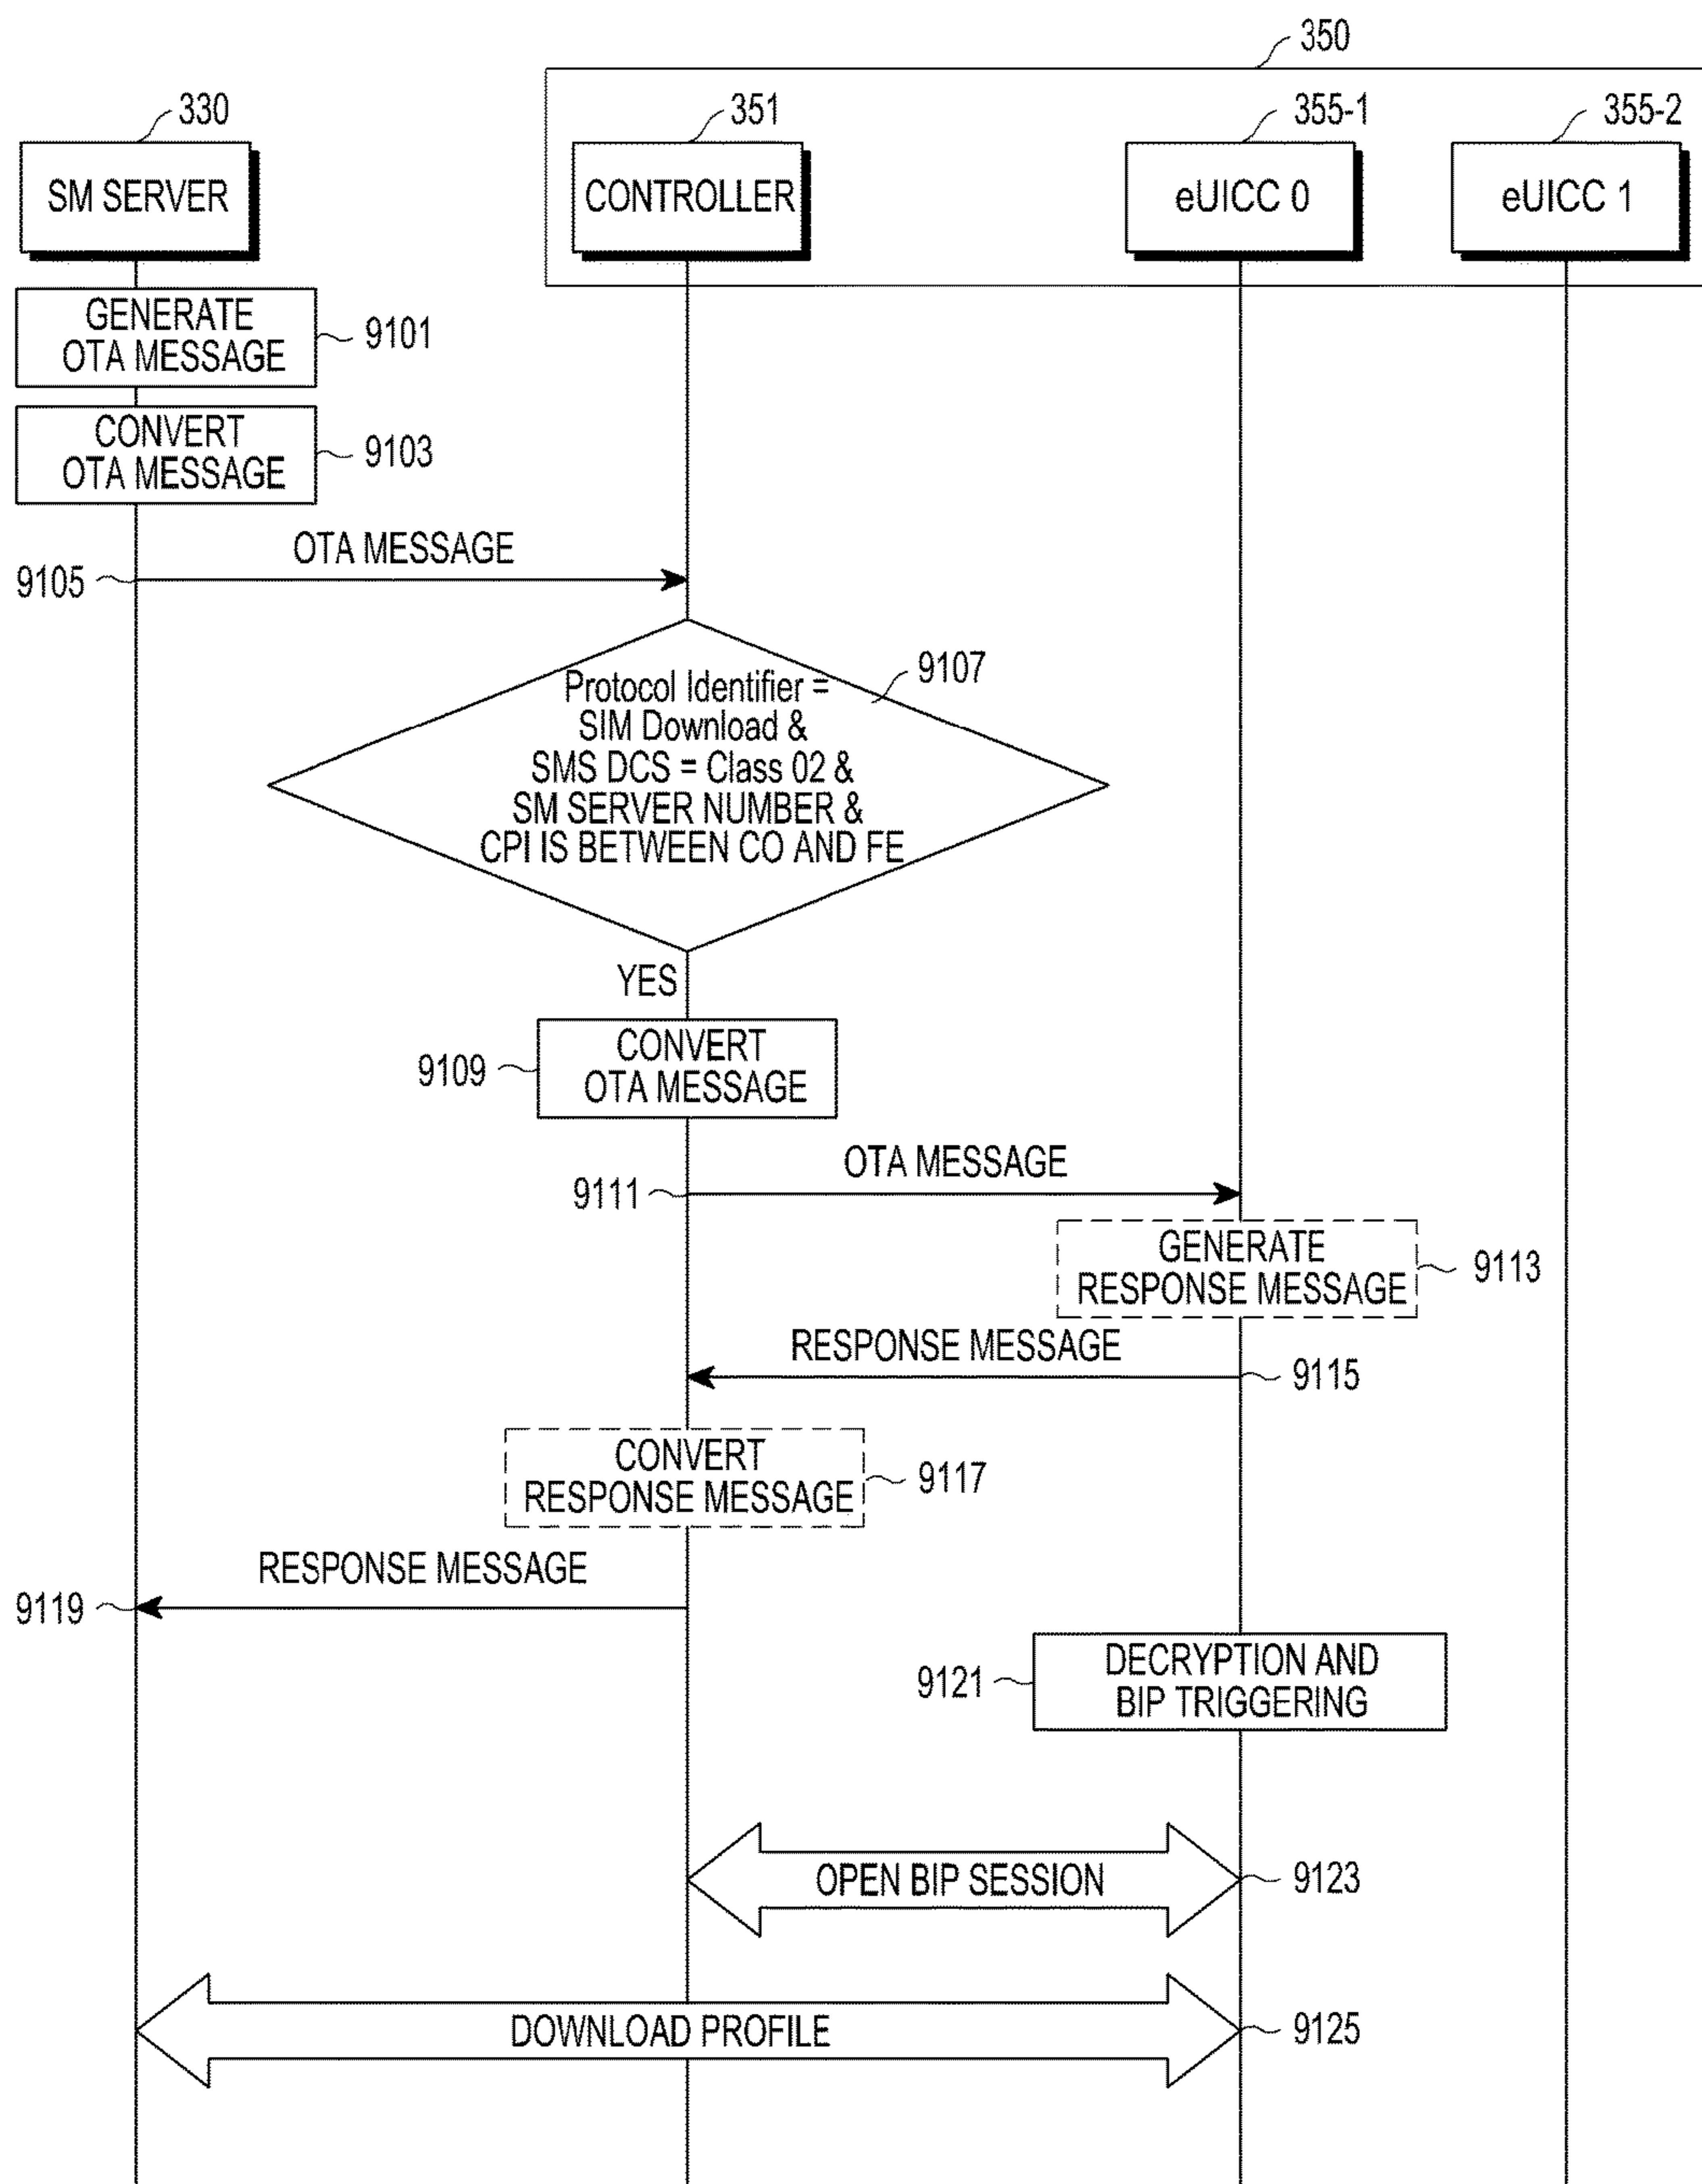 350
330
351
355-1
355-2
SM SERVER
CONTROLLER
eUICC 0
eUICC 1
GENERATE
OTA MESSAGE
9101
CONVERT
OTA MESSAGE
9103
OTA MESSAGE
9105
9107
Protocol Identifier =
SIM Download &
SMS DCS = Class 02 &
SM SERVER NUMBER &
CPI IS BETWEEN CO AND FE
YES
9109
CONVERT
OTA MESSAGE
OTA MESSAGE
9111
GENERATE
RESPONSE MESSAGE
9113
RESPONSE MESSAGE
9115
CONVERT
RESPONSE MESSAGE
9117
RESPONSE MESSAGE
9119
9121
DECRYPTION AND
BIP TRIGGERING
OPEN BIP SESSION
9123
DOWNLOAD PROFILE
9125